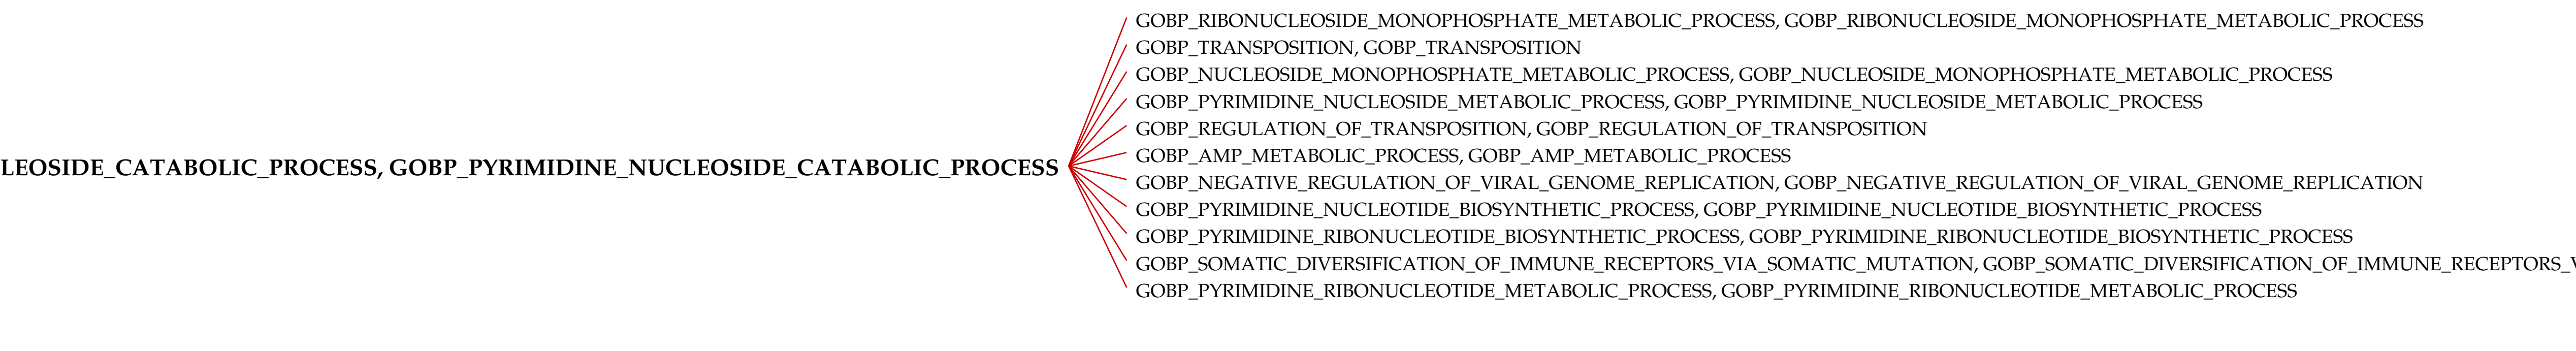 GOBP_RIBONUCLEOSIDE_MONOPHOSPHATE_METABOLIC_PROCESS, GOBP_RIBONUCLEOSIDE_MONOPHOSPHATE_METABOLIC_PROCESS
GOBP_TRANSPOSITION, GOBP_TRANSPOSITION
GOBP_NUCLEOSIDE_MONOPHOSPHATE_METABOLIC_PROCESS, GOBP_NUCLEOSIDE_MONOPHOSPHATE_METABOLIC_PROCESS
GOBP_PYRIMIDINE_NUCLEOSIDE_METABOLIC_PROCESS, GOBP_PYRIMIDINE_NUCLEOSIDE_METABOLIC_PROCESS
GOBP_REGULATION_OF_TRANSPOSITION, GOBP_REGULATION_OF_TRANSPOSITION
GOBP_AMP_METABOLIC_PROCESS, GOBP_AMP_METABOLIC_PROCESS
LEOSIDE_CATABOLIC_PROCESS, GOBP_PYRIMIDINE_NUCLEOSIDE_CATABOLIC_PROCESS
GOBP_NEGATIVE_REGULATION_OF_VIRAL_GENOME_REPLICATION, GOBP_NEGATIVE_REGULATION_OF_VIRAL_GENOME_REPLICATION
GOBP_PYRIMIDINE_NUCLEOTIDE_BIOSYNTHETIC_PROCESS, GOBP_PYRIMIDINE_NUCLEOTIDE_BIOSYNTHETIC_PROCESS
GOBP_PYRIMIDINE_RIBONUCLEOTIDE_BIOSYNTHETIC_PROCESS, GOBP_PYRIMIDINE_RIBONUCLEOTIDE_BIOSYNTHETIC_PROCESS
GOBP_SOMATIC_DIVERSIFICATION_OF_IMMUNE_RECEPTORS_VIA_SOMATIC_MUTATION, GOBP_SOMATIC_DIVERSIFICATION_OF_IMMUNE_RECEPTORS_V
GOBP_PYRIMIDINE_RIBONUCLEOTIDE_METABOLIC_PROCESS, GOBP_PYRIMIDINE_RIBONUCLEOTIDE_METABOLIC_PROCESS